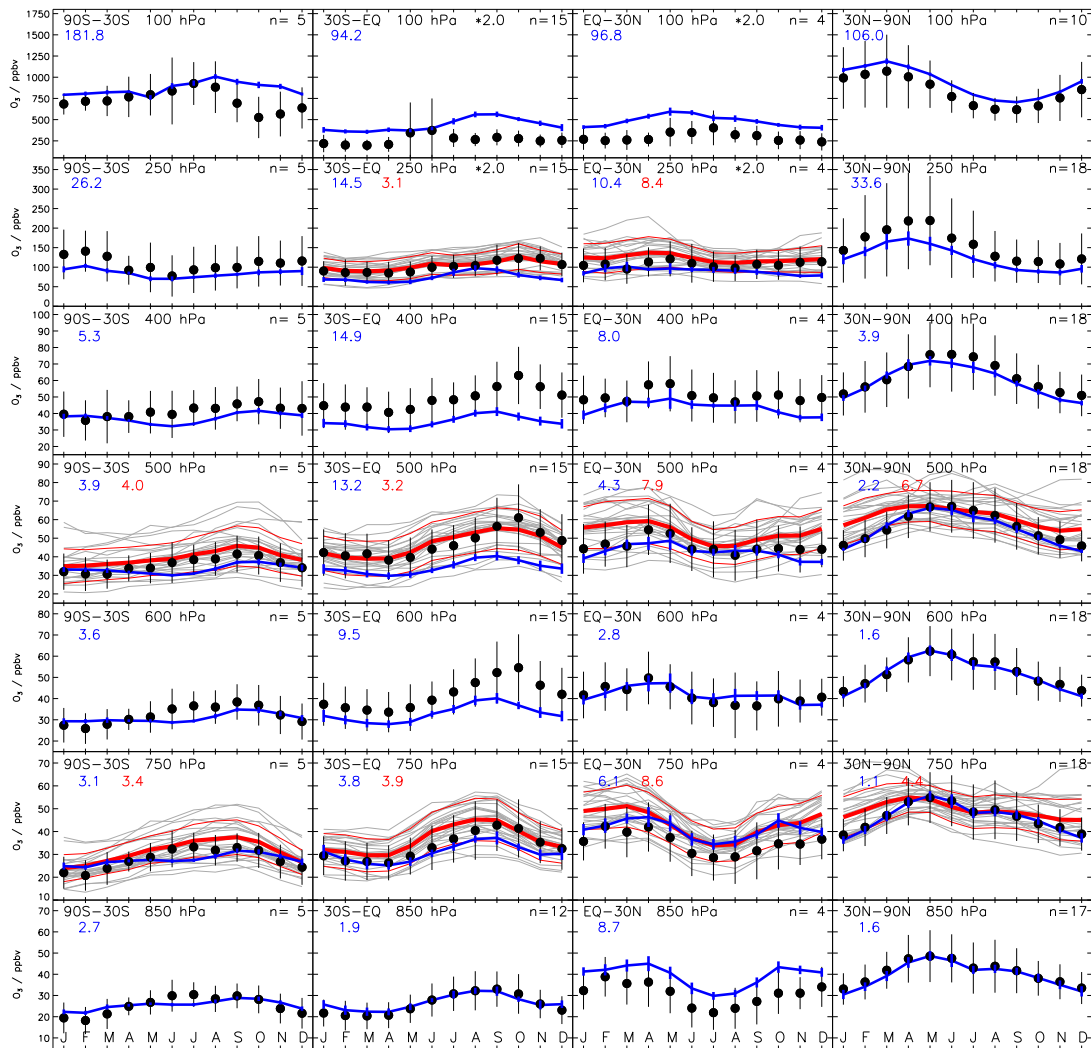 90S-30S 100 hPa n= 5 30S-EQ 100 hPa *2.0 n=15 EQ-30N 100 hPa *2.0 n= 4 30N-90N 100 hPa n=10
181.8 94.2 96.8 106.0
1750
1500
1250
1000
750
500
250
O₃ / ppbv
90S-30S 250 hPa n= 5 30S-EQ 250 hPa *2.0 n=15 EQ-30N 250 hPa *2.0 n= 4 30N-90N 250 hPa n=18
26.2 14.5 3.1 10.4 8.4 33.6
350
300
250
200
150
100
50
0
O₃ / ppbv
90S-30S 400 hPa n= 5 30S-EQ 400 hPa n=15 EQ-30N 400 hPa n= 4 30N-90N 400 hPa n=18
5.3 14.9 8.0 3.9
100
90
80
70
60
50
40
30
20
O₃ / ppbv
90S-30S 500 hPa n= 5 30S-EQ 500 hPa n=15 EQ-30N 500 hPa n= 4 30N-90N 500 hPa n=18
3.9 4.0 13.2 3.2 4.3 7.9 2.2 6.7
90
80
70
60
50
40
30
20
O₃ / ppbv
90S-30S 600 hPa n= 5 30S-EQ 600 hPa n=15 EQ-30N 600 hPa n= 4 30N-90N 600 hPa n=18
3.6 9.5 2.8 1.6
80
70
60
50
40
30
20
O₃ / ppbv
90S-30S 750 hPa n= 5 30S-EQ 750 hPa n=15 EQ-30N 750 hPa n= 4 30N-90N 750 hPa n=18
3.1 3.4 3.8 3.9 6.1 8.6 1.1 4.4
70
60
50
40
30
20
10
O₃ / ppbv
90S-30S 850 hPa n= 5 30S-EQ 850 hPa n=12 EQ-30N 850 hPa n= 4 30N-90N 850 hPa n=17
2.7 1.9 8.7 1.6
70
60
50
40
30
20
10
O₃ / ppbv
J F M A M J J A S O N D J F M A M J J A S O N D J F M A M J J A S O N D J F M A M J J A S O N D